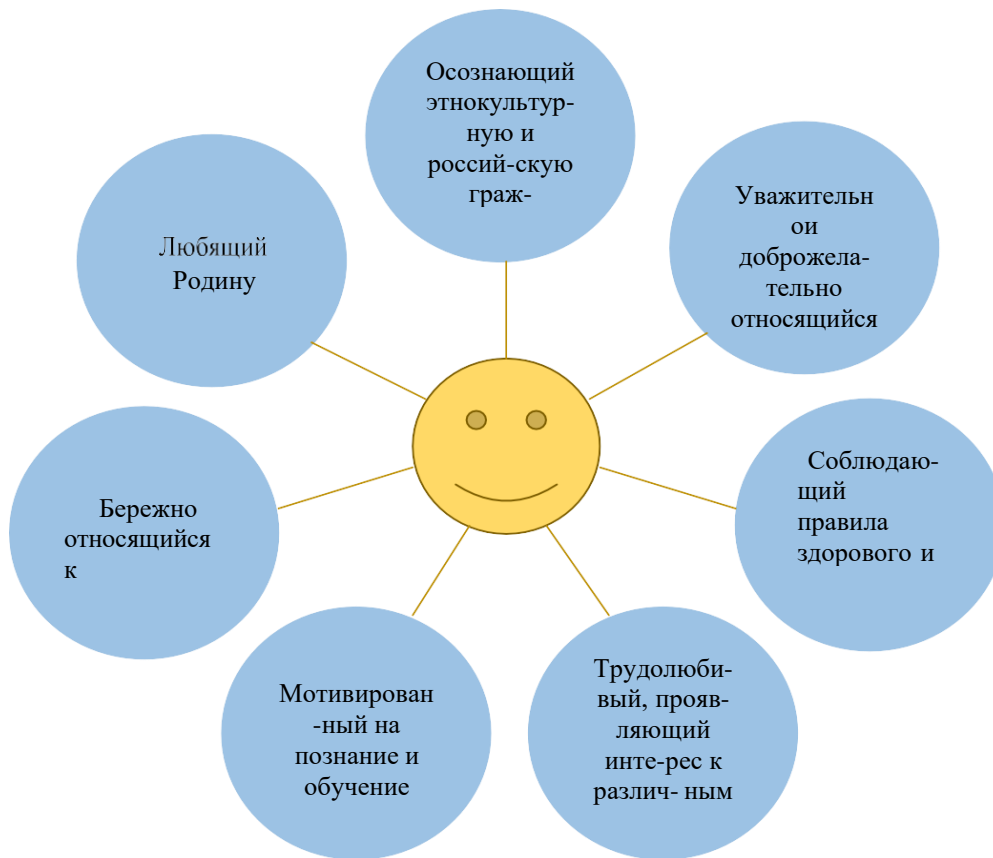 Осознающий
этнокультур-
ную и
россий-скую
граж-
Уважительн
ои
доброжела-
тельно
относящийся
Любящий
Родину
Соблюдаю-
щий
правила
здорового и
Бережно
относящийся
к
Мотивирован
-ный на
познание и
обучение
Трудолюби-
вый, прояв-
ляющий
инте-рес к
различ- ным